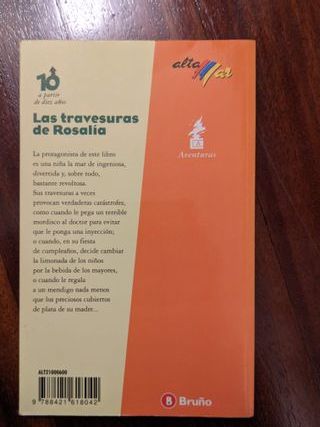 alta
Mar
10
a partir
de diez años
Las travesuras
de Rosalía
Aventuras
La protagonista de este libro
es una niña la mar de ingeniosa,
divertida y, sobre todo,
bastante revoltosa.
Sus travesuras a veces
provocan verdaderas catástrofes,
como cuando le pega un terrible
mordisco al doctor para evitar
que le ponga una inyección;
o cuando, en su fiesta
de cumpleaños, decide cambiar
la limonada de los niños
por la bebida de los mayores,
o cuando le regala
a un mendigo nada menos
que los preciosos cubiertos
de plata de su madre...
ALTZ1000600
9 788421 618042
B Bruño